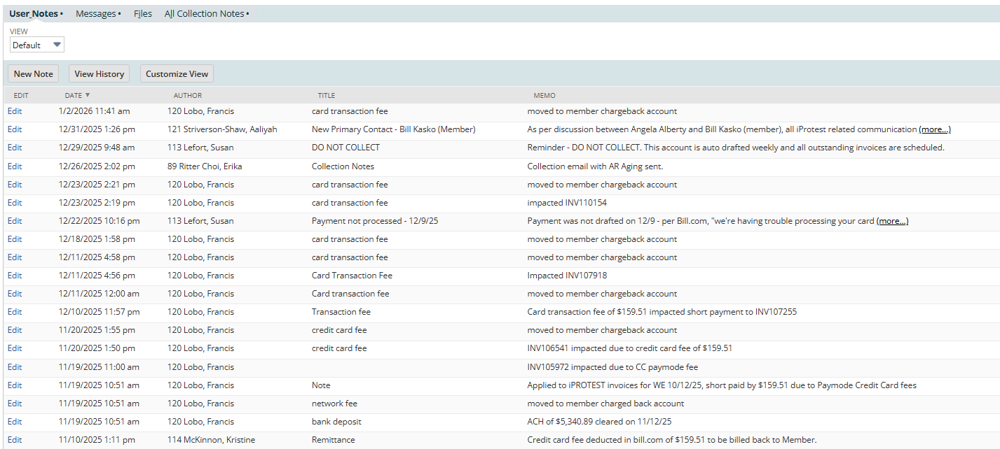 User Notes • Messages • Files All Collection Notes •
VIEW
Default
New Note View History Customize View
EDIT DATE ▼ AUTHOR TITLE MEMO
Edit 1/2/2026 11:41 am 120 Lobo, Francis card transaction fee moved to member chargeback account
Edit 12/31/2025 1:26 pm 121 Striverson-Shaw, Aaliyah New Primary Contact - Bill Kasko (Member) As per discussion between Angela Alberty and Bill Kasko (member), all iProtest related communication (more...)
Edit 12/29/2025 9:48 am 113 Lefort, Susan DO NOT COLLECT Reminder - DO NOT COLLECT. This account is auto drafted weekly and all outstanding invoices are scheduled.
Edit 12/26/2025 2:02 pm 89 Ritter Choi, Erika Collection Notes Collection email with AR Aging sent.
Edit 12/23/2025 2:21 pm 120 Lobo, Francis card transaction fee moved to member chargeback account
Edit 12/23/2025 2:19 pm 120 Lobo, Francis card transaction fee impacted INV110154
Edit 12/22/2025 10:16 pm 113 Lefort, Susan Payment not processed - 12/9/25 Payment was not drafted on 12/9 - per Bill.com, "we're having trouble processing your card (more...)
Edit 12/18/2025 1:58 pm 120 Lobo, Francis card transaction fee moved to member chargeback account
Edit 12/11/2025 4:58 pm 120 Lobo, Francis card transaction fee moved to member chargeback account
Edit 12/11/2025 4:56 pm 120 Lobo, Francis Card Transaction Fee Impacted INV107918
Edit 12/11/2025 12:00 am 120 Lobo, Francis Card transaction fee moved to member chargeback account
Edit 12/10/2025 11:57 pm 120 Lobo, Francis Transaction fee Card transaction fee of $159.51 impacted short payment to INV107255
Edit 11/20/2025 1:55 pm 120 Lobo, Francis credit card fee moved to member chargeback account
Edit 11/20/2025 1:50 pm 120 Lobo, Francis credit card fee INV106541 impacted due to credit card fee of $159.51
Edit 11/19/2025 11:00 am 120 Lobo, Francis INV105972 impacted due to CC paymode fee
Edit 11/19/2025 10:51 am 120 Lobo, Francis Note Applied to iPROTEST invoices for WE 10/12/25, short paid by $159.51 due to Paymode Credit Card fees
Edit 11/19/2025 10:51 am 120 Lobo, Francis network fee moved to member charged back account
Edit 11/19/2025 10:51 am 120 Lobo, Francis bank deposit ACH of $5,340.89 cleared on 11/12/25
Edit 11/10/2025 1:11 pm 114 McKinnon, Kristine Remittance Credit card fee deducted in bill.com of $159.51 to be billed back to Member.